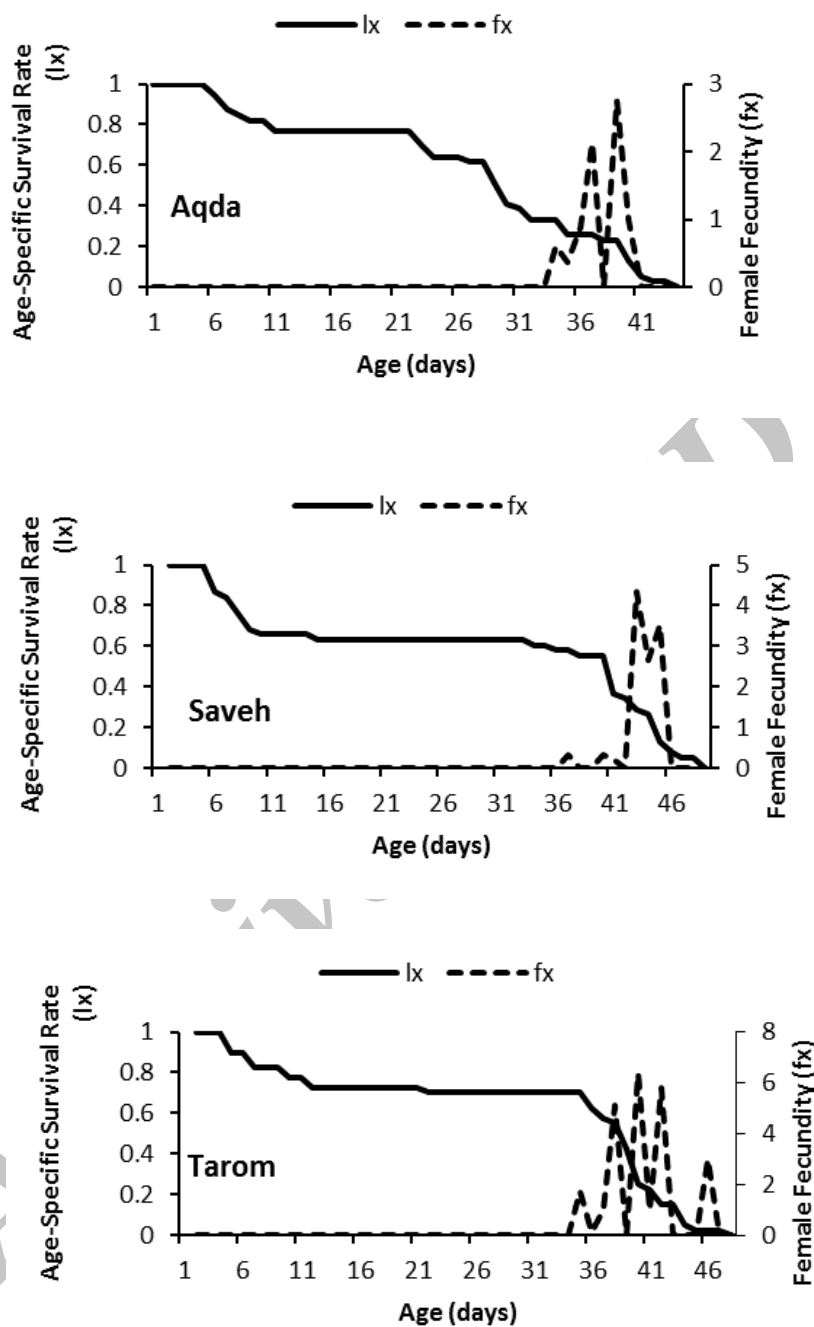 lx fx
Age-Specific Survival Rate
(lx)
1
0.8
0.6
0.4
0.2
0
3
2
1
0
Female Fecundity (fx)
Aqda
1 6 11 16 21 26 31 36 41
Age (days)
lx fx
Age-Specific Survival Rate
(lx)
1
0.8
0.6
0.4
0.2
0
5
4
3
2
1
0
Female Fecundity (fx)
Saveh
1 6 11 16 21 26 31 36 41 46
Age (days)
lx fx
Age-Specific Survival Rate
(lx)
1
0.8
0.6
0.4
0.2
0
8
6
4
2
0
Female Fecundity (fx)
Tarom
1 6 11 16 21 26 31 36 41 46
Age (days)